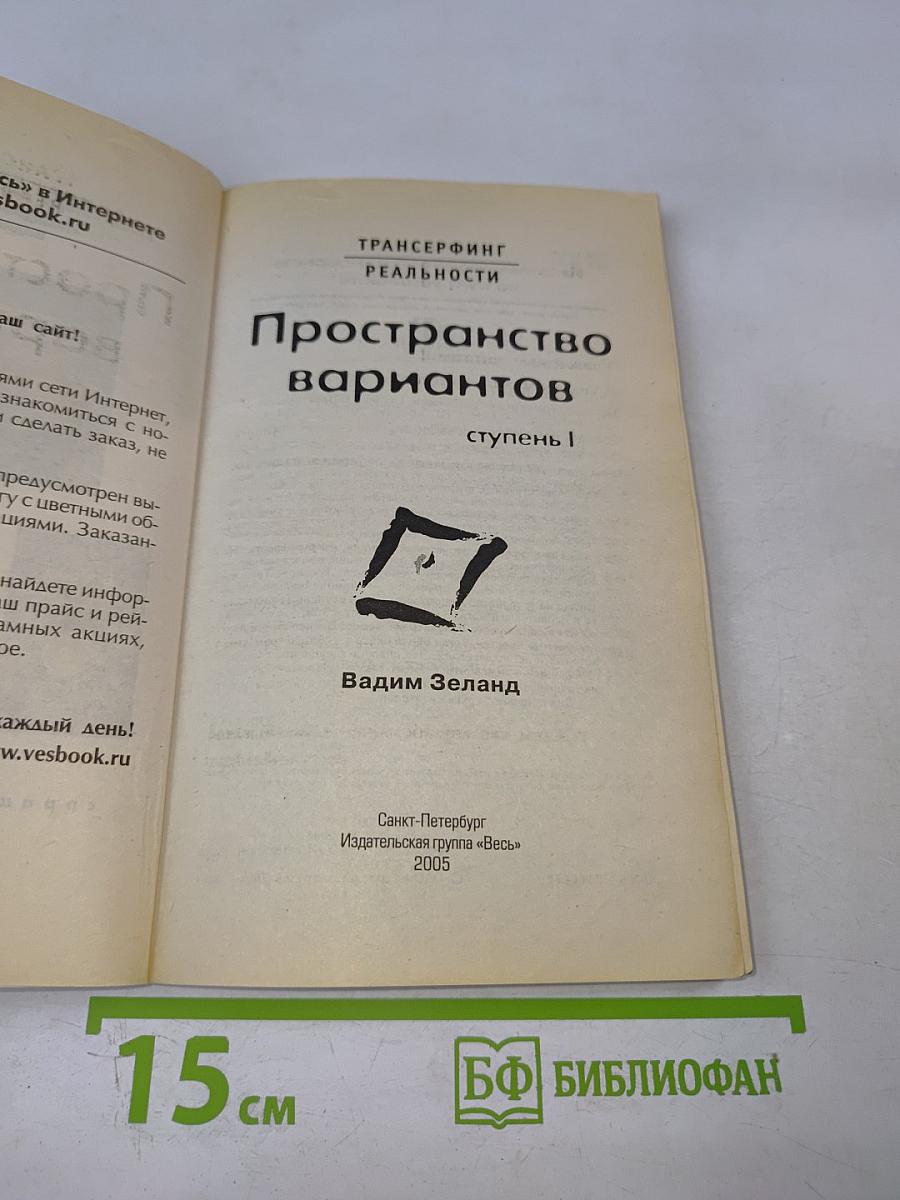 сь» в Интернете
sbook.ru
аш сайт!
ями сети Интернет,
знакомиться с но-
и сделать заказ, не
предусмотрен вы-
гу с цветными об-
циями. Заказан-
найдете инфор-
аш прайс и рей-
амных акциях,
ое.
каждый день!
w.vesbook.ru
ТРАНСЕРФИНГ
РЕАЛЬНОСТИ
Пространство
вариантов
ступень I
Вадим Зеланд
Санкт-Петербург
Издательская группа «Весь»
2005
15 см
БФ БИБЛИОФАН